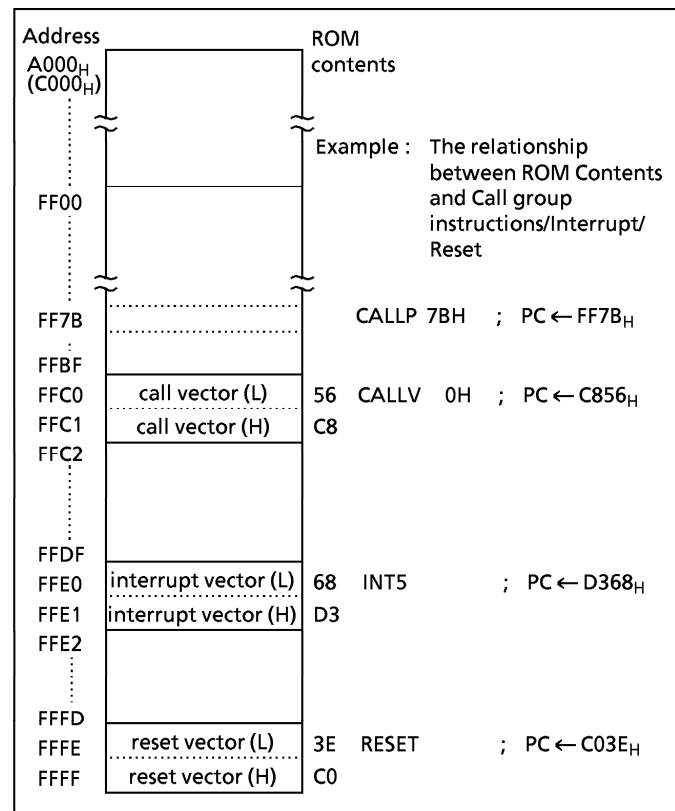 Address ROM contents
A000H
(C000H)
Example : The relationship
between ROM Contents
and Call group
instructions/Interrupt/
Reset
FF00
FF7B CALLP 7BH ; PC ← FF7BH
FFBF
FFC0 call vector (L) 56 CALLV 0H ; PC ← C856H
FFC1 call vector (H) C8
FFC2
FFDF
FFE0 interrupt vector (L) 68 INT5 ; PC ← D368H
FFE1 interrupt vector (H) D3
FFE2
FFFD
FFFE reset vector (L) 3E RESET ; PC ← C03EH
FFFF reset vector (H) C0